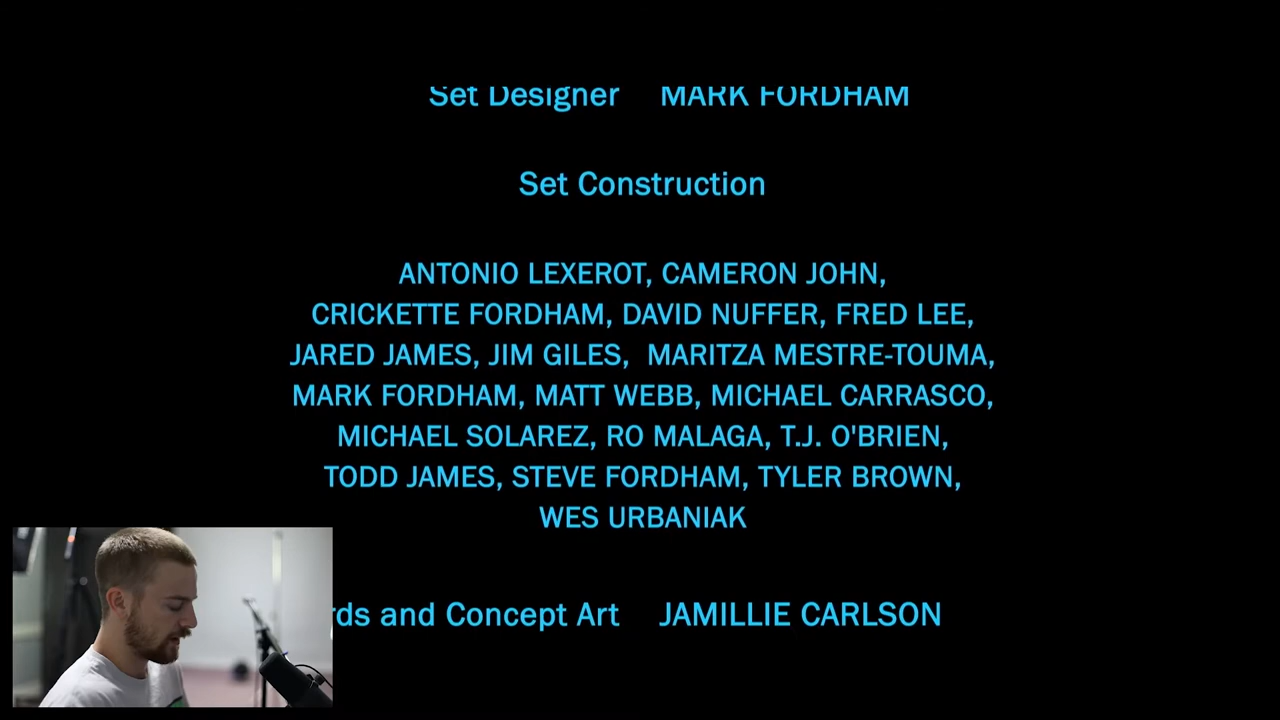 Set Designer MARK FORDHAM
Set Construction
ANTONIO LEXEROT, CAMERON JOHN,
CRICKETTE FORDHAM, DAVID NUFFER, FRED LEE,
JARED JAMES, JIM GILES, MARITZA MESTRE-TOUMA,
MARK FORDHAM, MATT WEBB, MICHAEL CARRASCO,
MICHAEL SOLAREZ, RO MALAGA, T.J. O'BRIEN,
TODD JAMES, STEVE FORDHAM, TYLER BROWN,
WES URBANIAK
and Concept Art JAMILLIE CARLSON